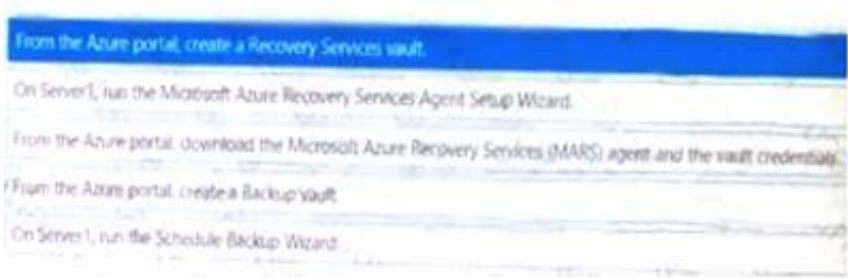 From the Azure portal, create a Recovery Services vault.
On Server1, run the Microsoft Azure Recovery Services Agent Setup Wizard.
From the Azure portal, download the Microsoft Azure Recovery Services (MARS) agent and the vault credentials.
From the Azure portal, create a Backup vault.
On Server1, run the Schedule Backup Wizard.